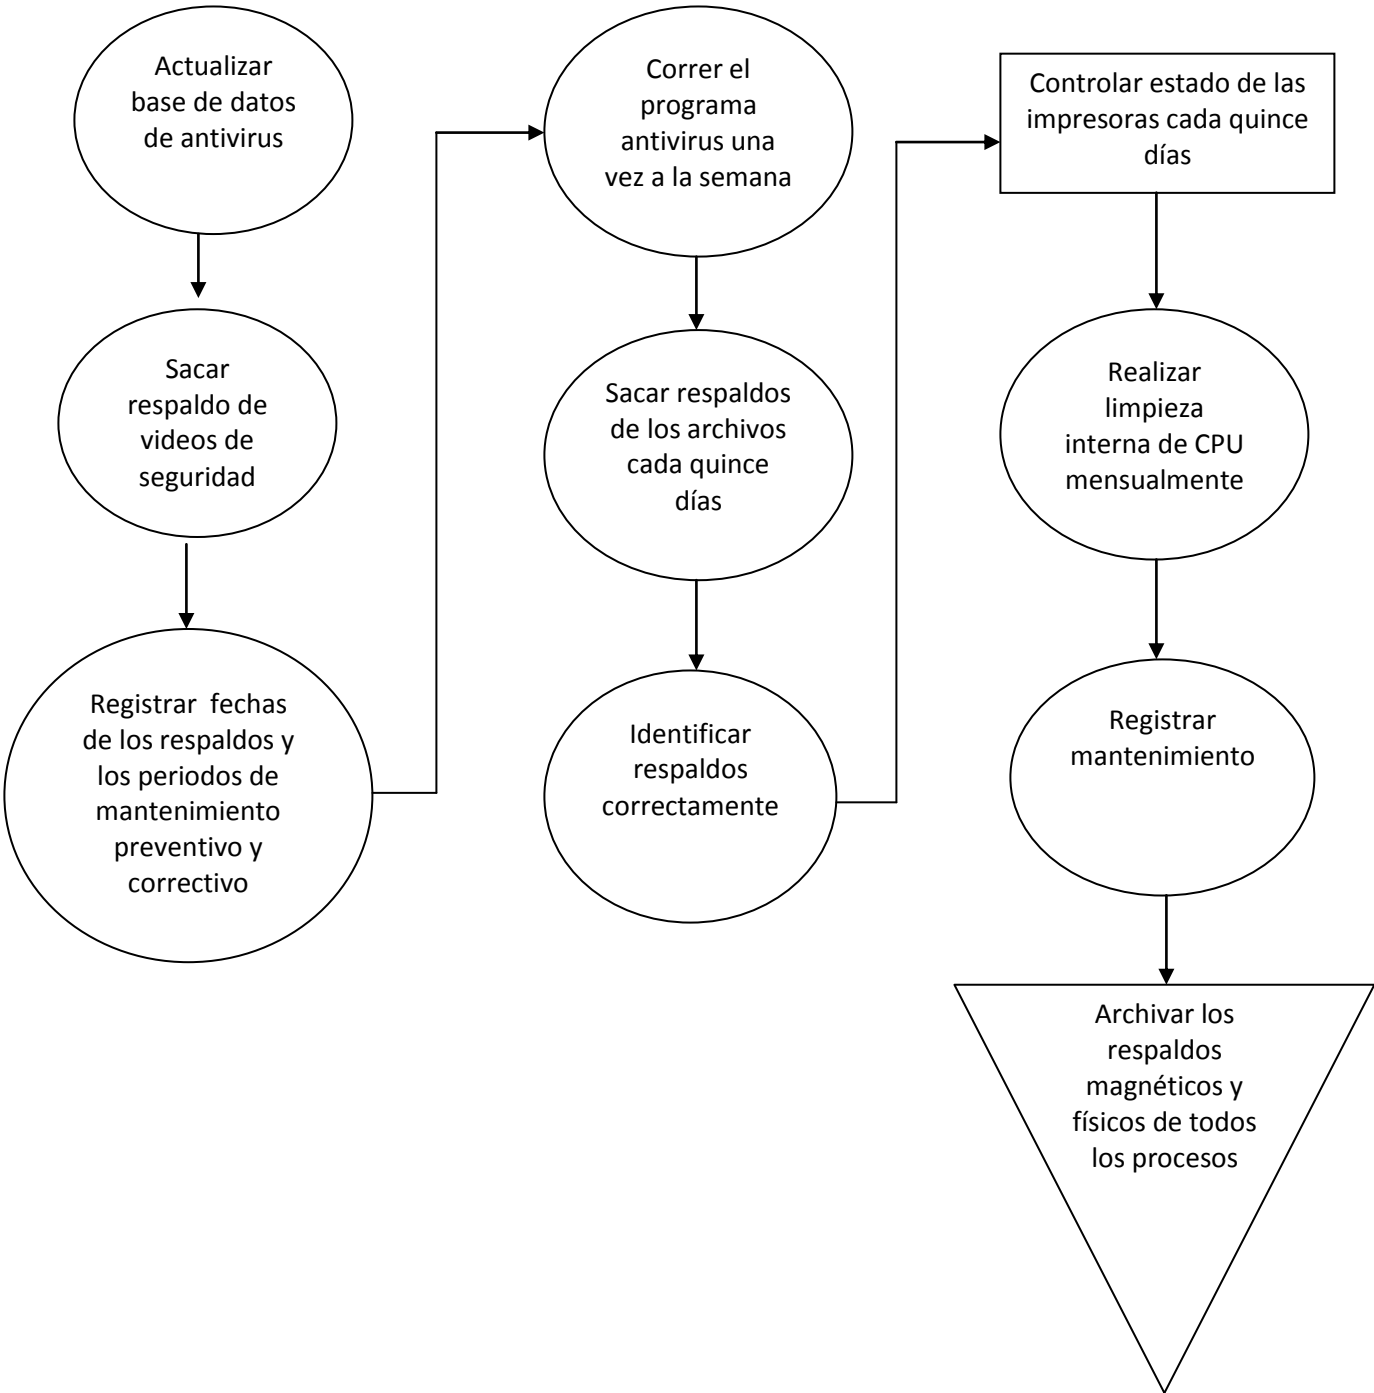 Actualizar
base de datos
de antivirus
Sacar
respaldo de
videos de
seguridad
Registrar  fechas
de los respaldos y
los periodos de
mantenimiento
preventivo y
correctivo
Correr el
programa
antivirus una
vez a la semana
Sacar respaldos
de los archivos
cada quince
días
Identificar
respaldos
correctamente
Controlar estado de las
impresoras cada quince
días
Realizar
limpieza
interna de CPU
mensualmente
Registrar
mantenimiento
Archivar los
respaldos
magnéticos y
físicos de todos
los procesos